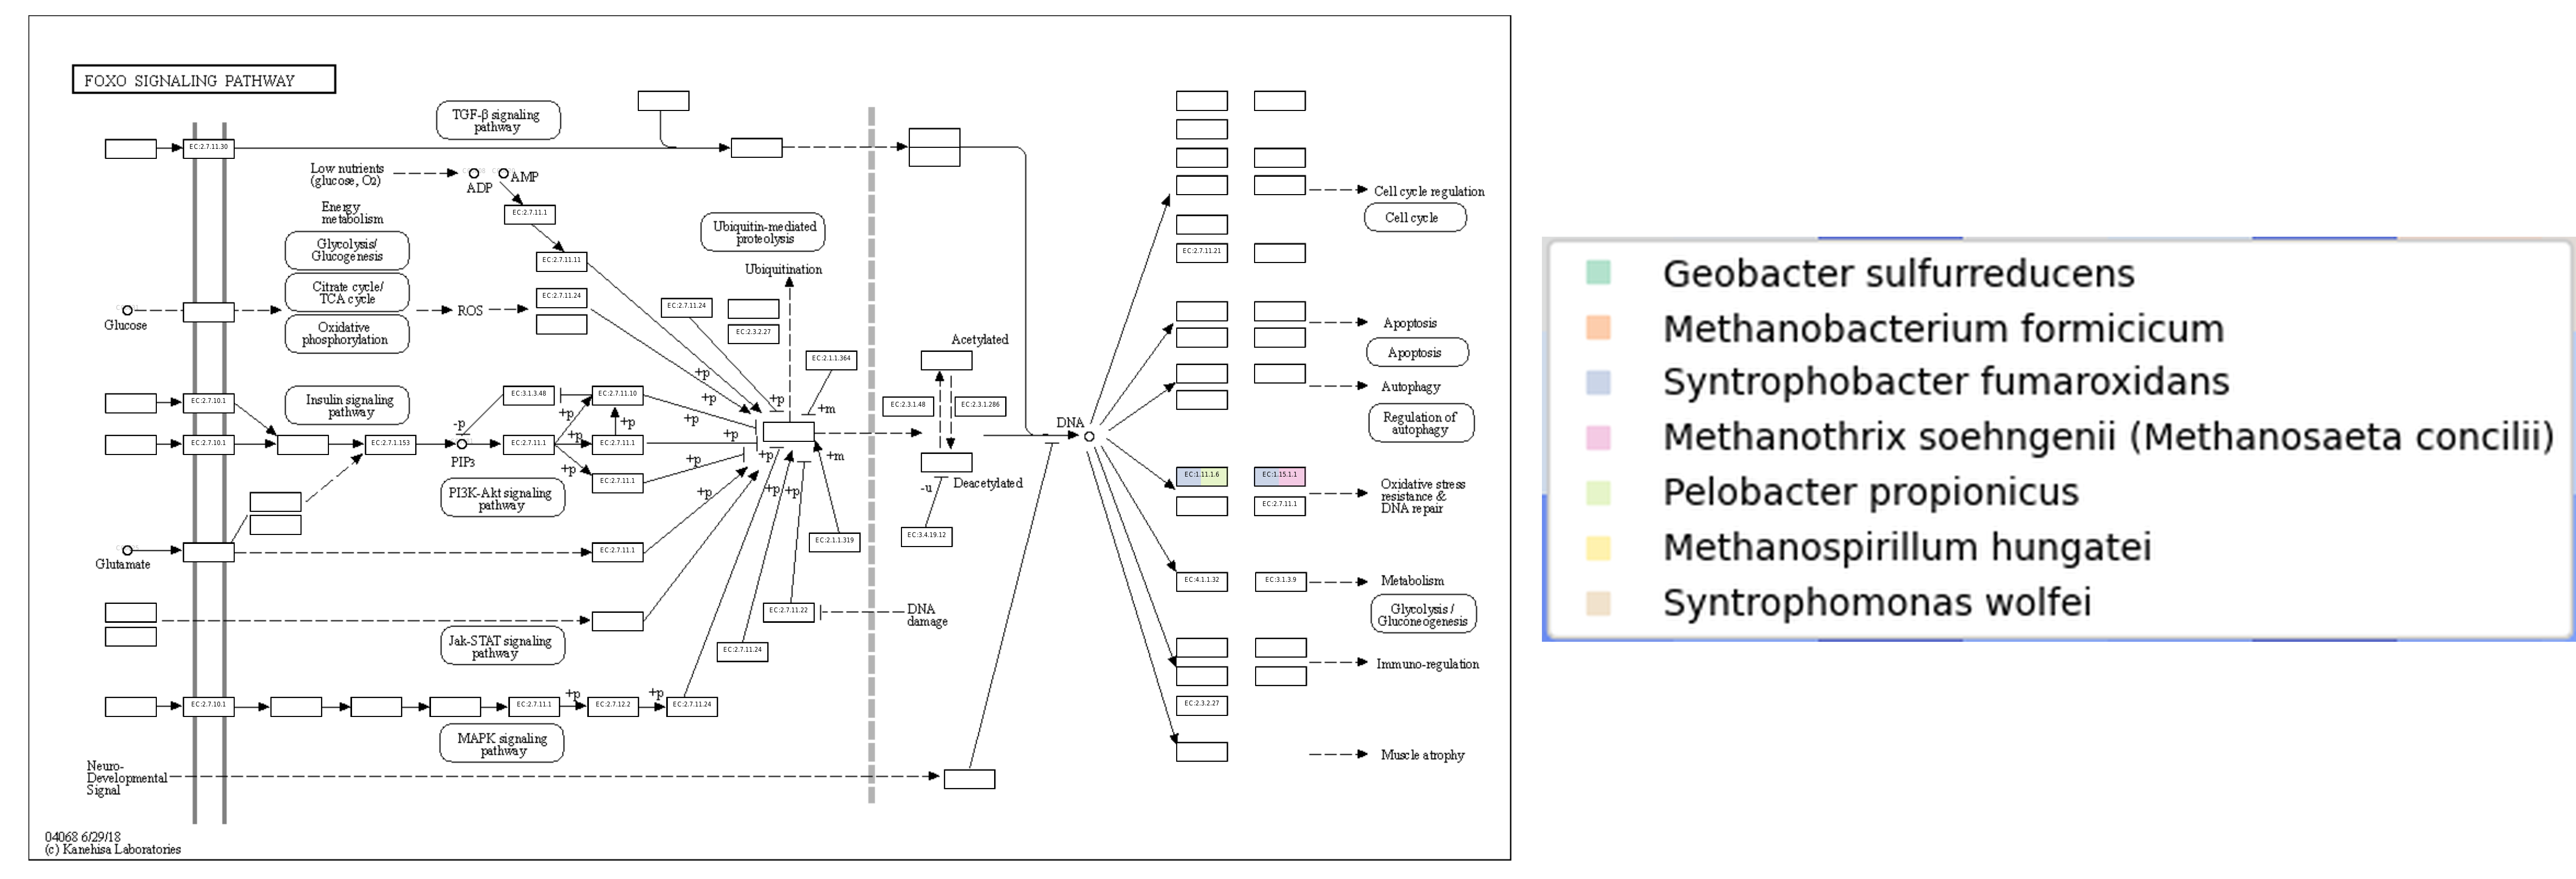 FOXO SIGNALING PATHWAY
TGF-β signaling
pathway
EC:2.7.11.30
Low nutrients
(glucose, O2)
ADP
AMP
Energy
metabolism
EC:2.7.11.1
Glycolysis/
Glucogenesis
Citrate cycle/
TCA cycle
Oxidative
phosphorylation
Glucose
ROS
EC:2.7.11.11
EC:2.7.11.24
Ubiquitin-mediated
proteolysis
Ubiquitination
EC:2.7.11.24
EC:2.3.2.27
EC:2.1.1.364
+p
+p
+p
+m
Insulin signaling
pathway
EC:2.7.10.1
EC:3.1.3.48
EC:2.7.11.10
+p
+p
+p
-p
+p
+p
EC:2.7.10.1
EC:2.7.1.153
PIP3
EC:2.7.11.1
EC:2.7.11.1
+p
+p
+p
+m
EC:2.7.11.1
PI3K-Akt signaling
pathway
+p
+p
+p
Glutamate
EC:2.7.11.1
EC:2.1.1.319
EC:2.7.11.22
DNA
damage
Jak-STAT signaling
pathway
EC:2.7.11.24
EC:2.7.10.1
EC:2.7.11.1
+p
EC:2.7.12.2
+p
EC:2.7.11.24
MAPK signaling
pathway
Neuro-
Developmental
Signal
04068 6/29/18
(c) Kanehisa Laboratories
Acetylated
EC:2.3.1.48
EC:2.3.1.286
Deacetylated
-u
EC:3.4.19.12
DNA
Cell cycle regulation
Cell cycle
EC:2.7.11.21
Apoptosis
Apoptosis
Autophagy
Regulation of
autophagy
EC:1.11.1.6
EC:1.15.1.1
EC:2.7.11.1
Oxidative stress
resistance &
DNA repair
EC:4.1.1.32
EC:3.1.3.9
Metabolism
Glycolysis /
Gluconeogenesis
Immuno-regulation
EC:2.3.2.27
Muscle atrophy
Geobacter sulfurreducens
Methanobacterium formicicum
Syntrophobacter fumaroxidans
Methanothrix soehngenii (Methanosaeta concilii)
Pelobacter propionicus
Methanospirillum hungatei
Syntrophomonas wolfei